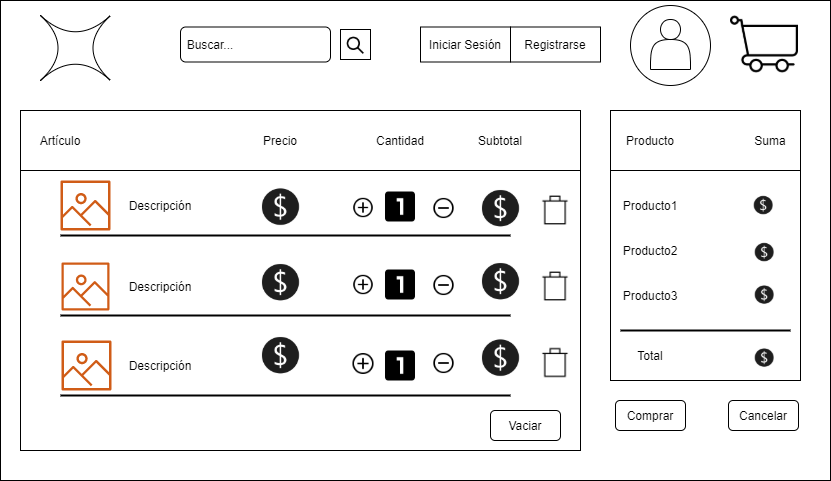 Buscar...
Iniciar Sesión
Registrarse
Artículo
Precio
Cantidad
Subtotal
Descripción
$
1
$
Descripción
$
1
$
Descripción
$
1
$
Vaciar
Producto
Suma
Producto1
$
Producto2
$
Producto3
$
Total
$
Comprar
Cancelar